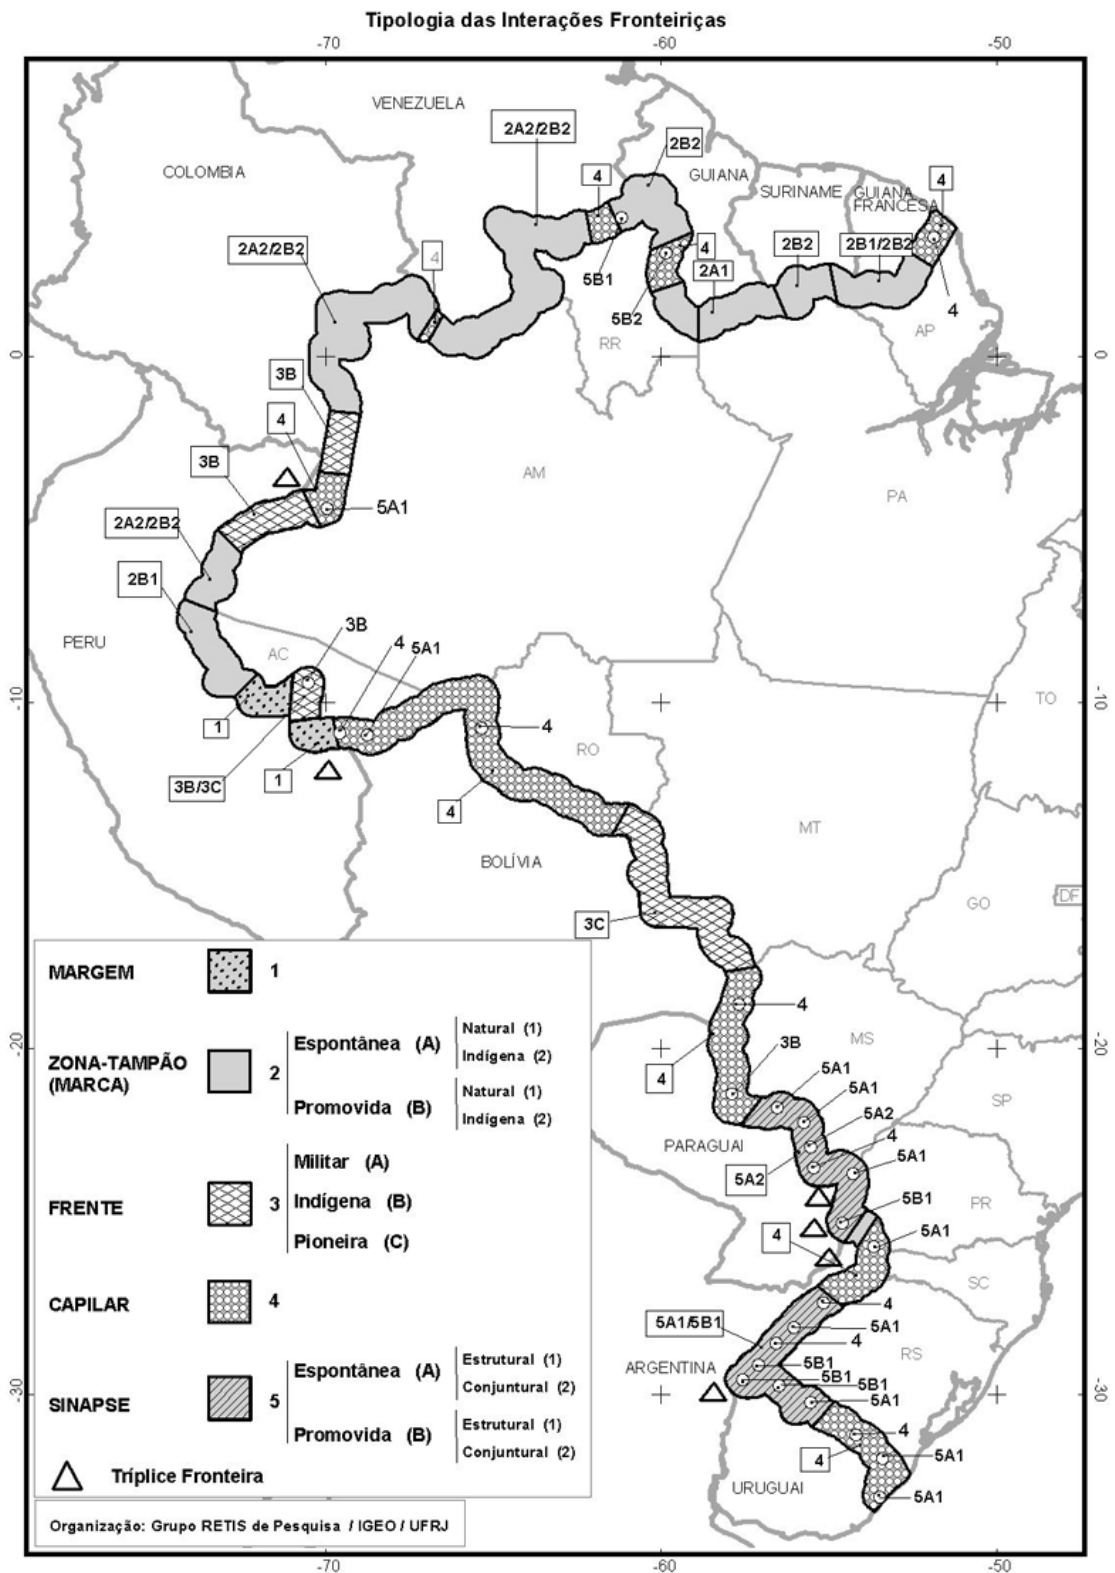 Tipologia das Interações Fronteiriças
-70
-60
-50
VENEZUELA
2A2/2B2
2B2
COLOMBIA
4
GUIANA
SURINAME
GUIANA
FRANCESA
4
2A2/2B2
4
4
2B2
2B1/2B2
5B1
2A1
5B2
4
RR
AP
0
0
3B
4
3B
AM
PA
5A1
2A2/2B2
2B1
PERU
3B
4
5A1
AC
-10
-10
TO
1
4
RO
1
3B/3C
4
MT
BOLÍVIA
GO
DF
3C
4
-20
-20
3B
MS
4
5A1
5A1
SP
5A2
PARAGUAI
4
5A2
5A1
5B1
PR
4
5A1
SC
4
5A1/5B1
5A1
4
RS
ARGENTINA
5B1
5B1
5B1
5A1
-30
4
4
5A1
URUGUAI
5A1
MARGEM
1
ZONA-TAMPÃO
(MARCA)
2
Espontânea (A)
Natural (1)
Indígena (2)
Promovida (B)
Natural (1)
Indígena (2)
FRENTE
3
Militar (A)
Indígena (B)
Pioneira (C)
CAPILAR
4
SINAPSE
5
Espontânea (A)
Estrutural (1)
Conjuntural (2)
Promovida (B)
Estrutural (1)
Conjuntural (2)
Tríplice Fronteira
-30
Organização: Grupo RETIS de Pesquisa / IGEO / UFRJ
-70
-60
-50